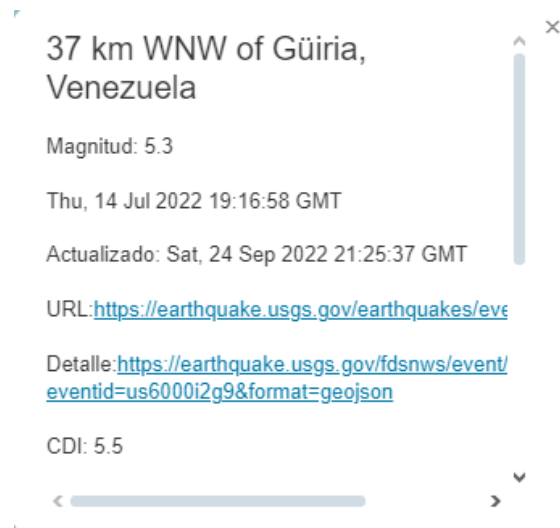 37 km WNW of Güiria,
Venezuela
Magnitud: 5.3
Thu, 14 Jul 2022 19:16:58 GMT
Actualizado: Sat, 24 Sep 2022 21:25:37 GMT
URL:https://earthquake.usgs.gov/earthquakes/eve
Detalle:https://earthquake.usgs.gov/fdsnws/event/
eventid=us6000i2g9&format=geojson
CDI: 5.5